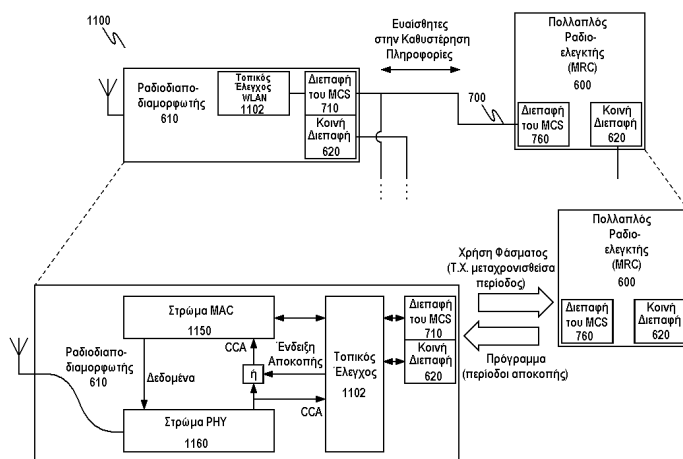 1100
Ευαίσθητες
στην Καθυστέρηση
Πληροφορίες
Πολλαπλός
Ραδιο-
ελεγκτής
(MRC)
600
Ραδιοδιαπο-
διαμορφωτής
610
Τοπικός
Έλεγχος
WLAN
1102
Διεπαφή
του MCS
710
Κοινή
Διεπαφή
620
700
Διεπαφή
του MCS
760
Κοινή
Διεπαφή
620
Χρήση Φάσματος
(Τ.Χ. μεταχρονισθείσα
περίοδος)
Πολλαπλός
Ραδιο-
ελεγκτής
(MRC)
600
Διεπαφή
του MCS
760
Κοινή
Διεπαφή
620
Πρόγραμμα
(περίοδοι αποκοπής)
Στρώμα MAC
1150
Ραδιοδιαπο-
διαμορφωτής
610
Δεδομένα
CCA
Ένδειξη
Αποκοπής
ή
CCA
Στρώμα PHY
1160
Τοπικός
Έλεγχος
1102
Διεπαφή
του MCS
710
Κοινή
Διεπαφή
620